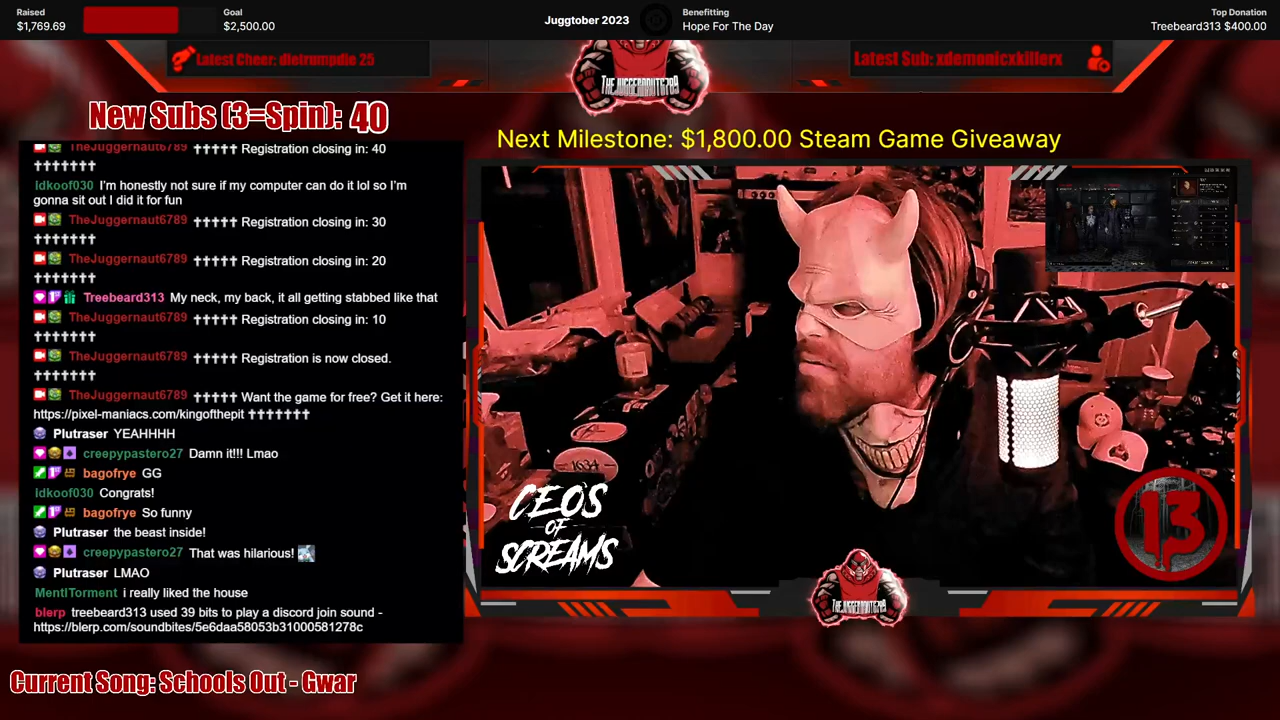 Raised
$1,769.69
Goal
$2,500.00
Juggtober 2023
Benefitting
Hope For The Day
Top Donation
Treebeard313 $400.00
Latest Cheer: dietrumpdie 25
THEJUGGERNAUT6789
Latest Sub: xdemonicxkillerx
New Subs (3=Spin): 40
Next Milestone: $1,800.00 Steam Game Giveaway
TheJuggernaut6789 ✝✝✝✝✝ Registration closing in: 40
✝✝✝✝✝✝✝
Idkoof030 I'm honestly not sure if my computer can do it lol so I'm
gonna sit out I did it for fun
TheJuggernaut6789 ✝✝✝✝✝ Registration closing in: 30
✝✝✝✝✝✝✝
TheJuggernaut6789 ✝✝✝✝✝ Registration closing in: 20
✝✝✝✝✝✝✝
Treebeard313 My neck, my back, it all getting stabbed like that
TheJuggernaut6789 ✝✝✝✝✝ Registration closing in: 10
✝✝✝✝✝✝✝
TheJuggernaut6789 ✝✝✝✝✝ Registration is now closed.
✝✝✝✝✝✝✝
TheJuggernaut6789 ✝✝✝✝✝ Want the game for free? Get it here:
https://pixel-maniacs.com/kingofthepit ✝✝✝✝✝✝✝
Plutraser YEAHHHH
creepypastero27 Damn it!!! Lmao
bagofrye GG
Idkoof030 Congrats!
bagofrye So funny
Plutraser the beast inside!
creepypastero27 That was hilarious!
Plutraser LMAO
MentlTorment i really liked the house
blerp treebeard313 used 39 bits to play a discord join sound -
https://blerp.com/soundbites/5e6daa58053b31000581278c
CEO'S
OF
SCREAMS
13
THEJUGGERNAUT6789
Current Song: Schools Out - Gwar